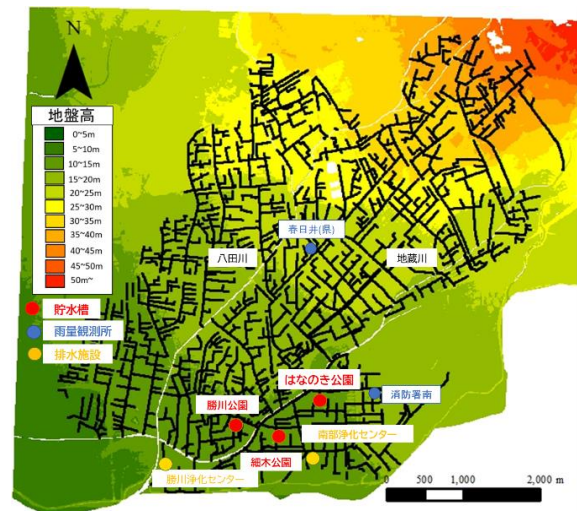 N
地盤高
0~5m
5~10m
10~15m
15~20m
20~25m
25~30m
30~35m
35~40m
40~45m
45~50m
50m~
貯水槽
雨量観測所
排水施設
春日井(県)
八田川
地蔵川
はなのき公園
消防署南
勝川公園
南部浄化センター
細木公園
勝川浄化センター
0 500 1,000 2,000 m